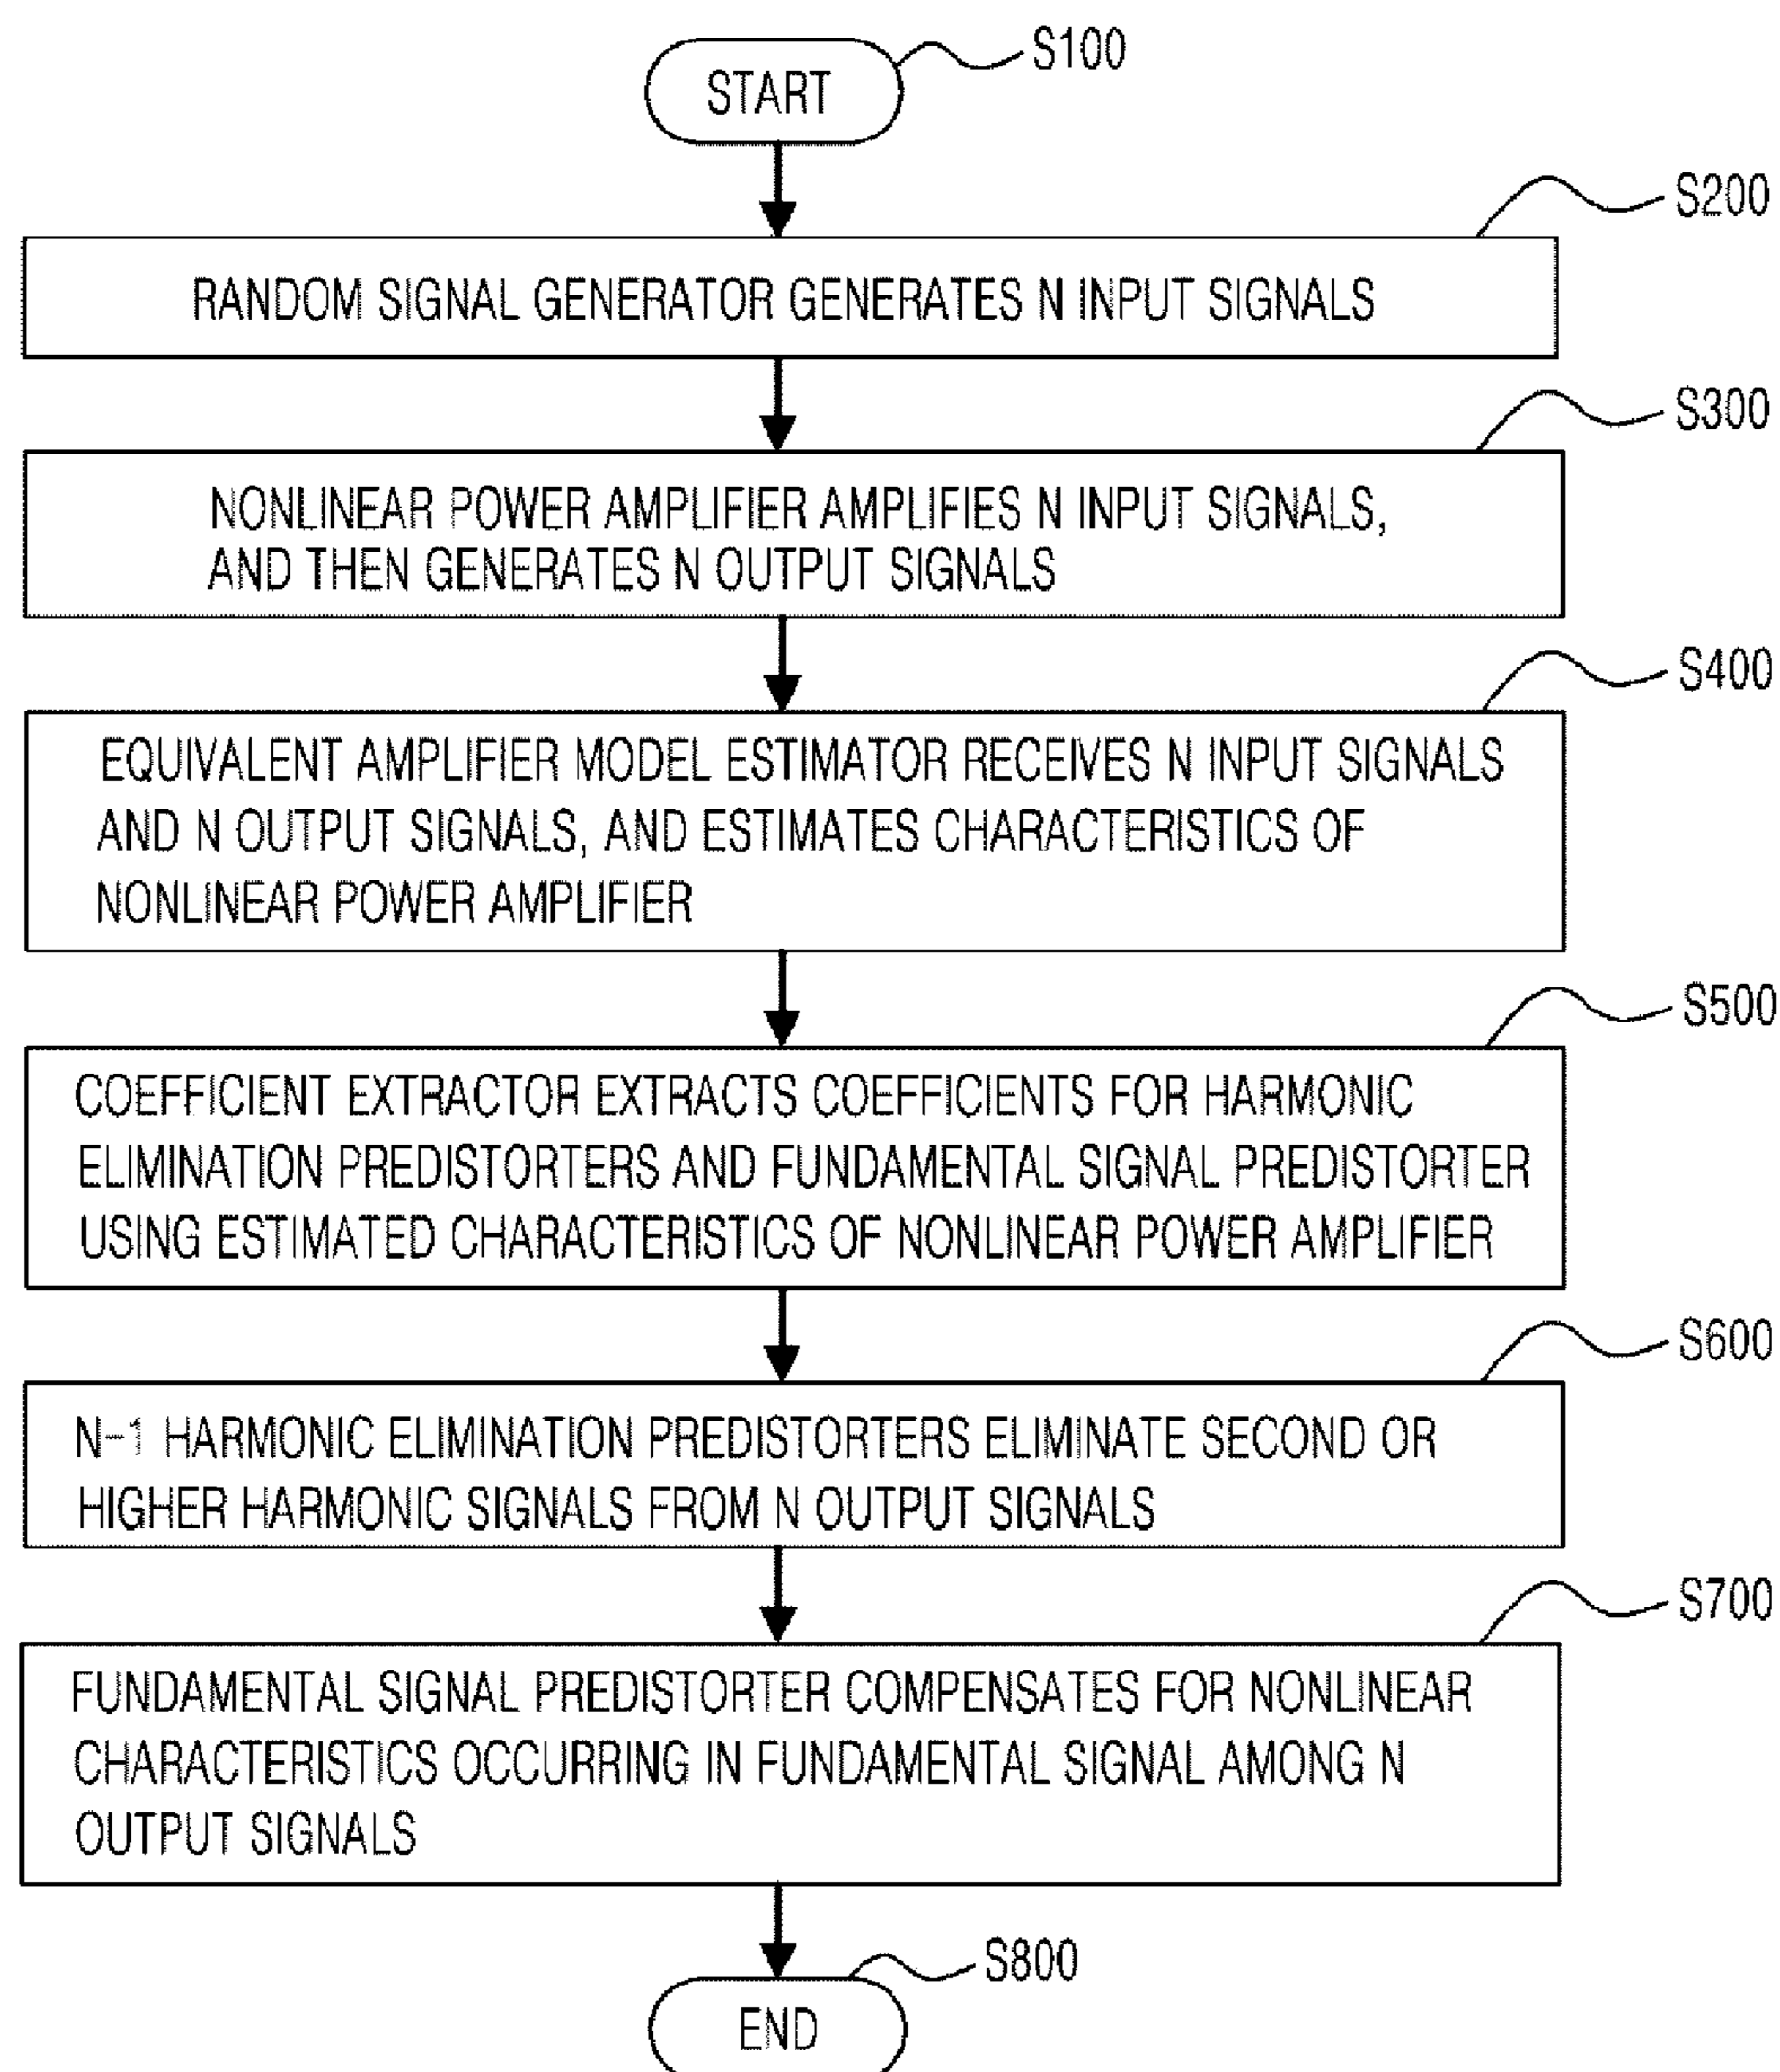 START
S100
S200
RANDOM SIGNAL GENERATOR GENERATES N INPUT SIGNALS
S300
NONLINEAR POWER AMPLIFIER AMPLIFIES N INPUT SIGNALS,
AND THEN GENERATES N OUTPUT SIGNALS
S400
EQUIVALENT AMPLIFIER MODEL ESTIMATOR RECEIVES N INPUT SIGNALS
AND N OUTPUT SIGNALS, AND ESTIMATES CHARACTERISTICS OF
NONLINEAR POWER AMPLIFIER
S500
COEFFICIENT EXTRACTOR EXTRACTS COEFFICIENTS FOR HARMONIC
ELIMINATION PREDISTORTERS AND FUNDAMENTAL SIGNAL PREDISTORTER
USING ESTIMATED CHARACTERISTICS OF NONLINEAR POWER AMPLIFIER
S600
N-1 HARMONIC ELIMINATION PREDISTORTERS ELIMINATE SECOND OR
HIGHER HARMONIC SIGNALS FROM N OUTPUT SIGNALS
S700
FUNDAMENTAL SIGNAL PREDISTORTER COMPENSATES FOR NONLINEAR
CHARACTERISTICS OCCURRING IN FUNDAMENTAL SIGNAL AMONG N
OUTPUT SIGNALS
S800
END